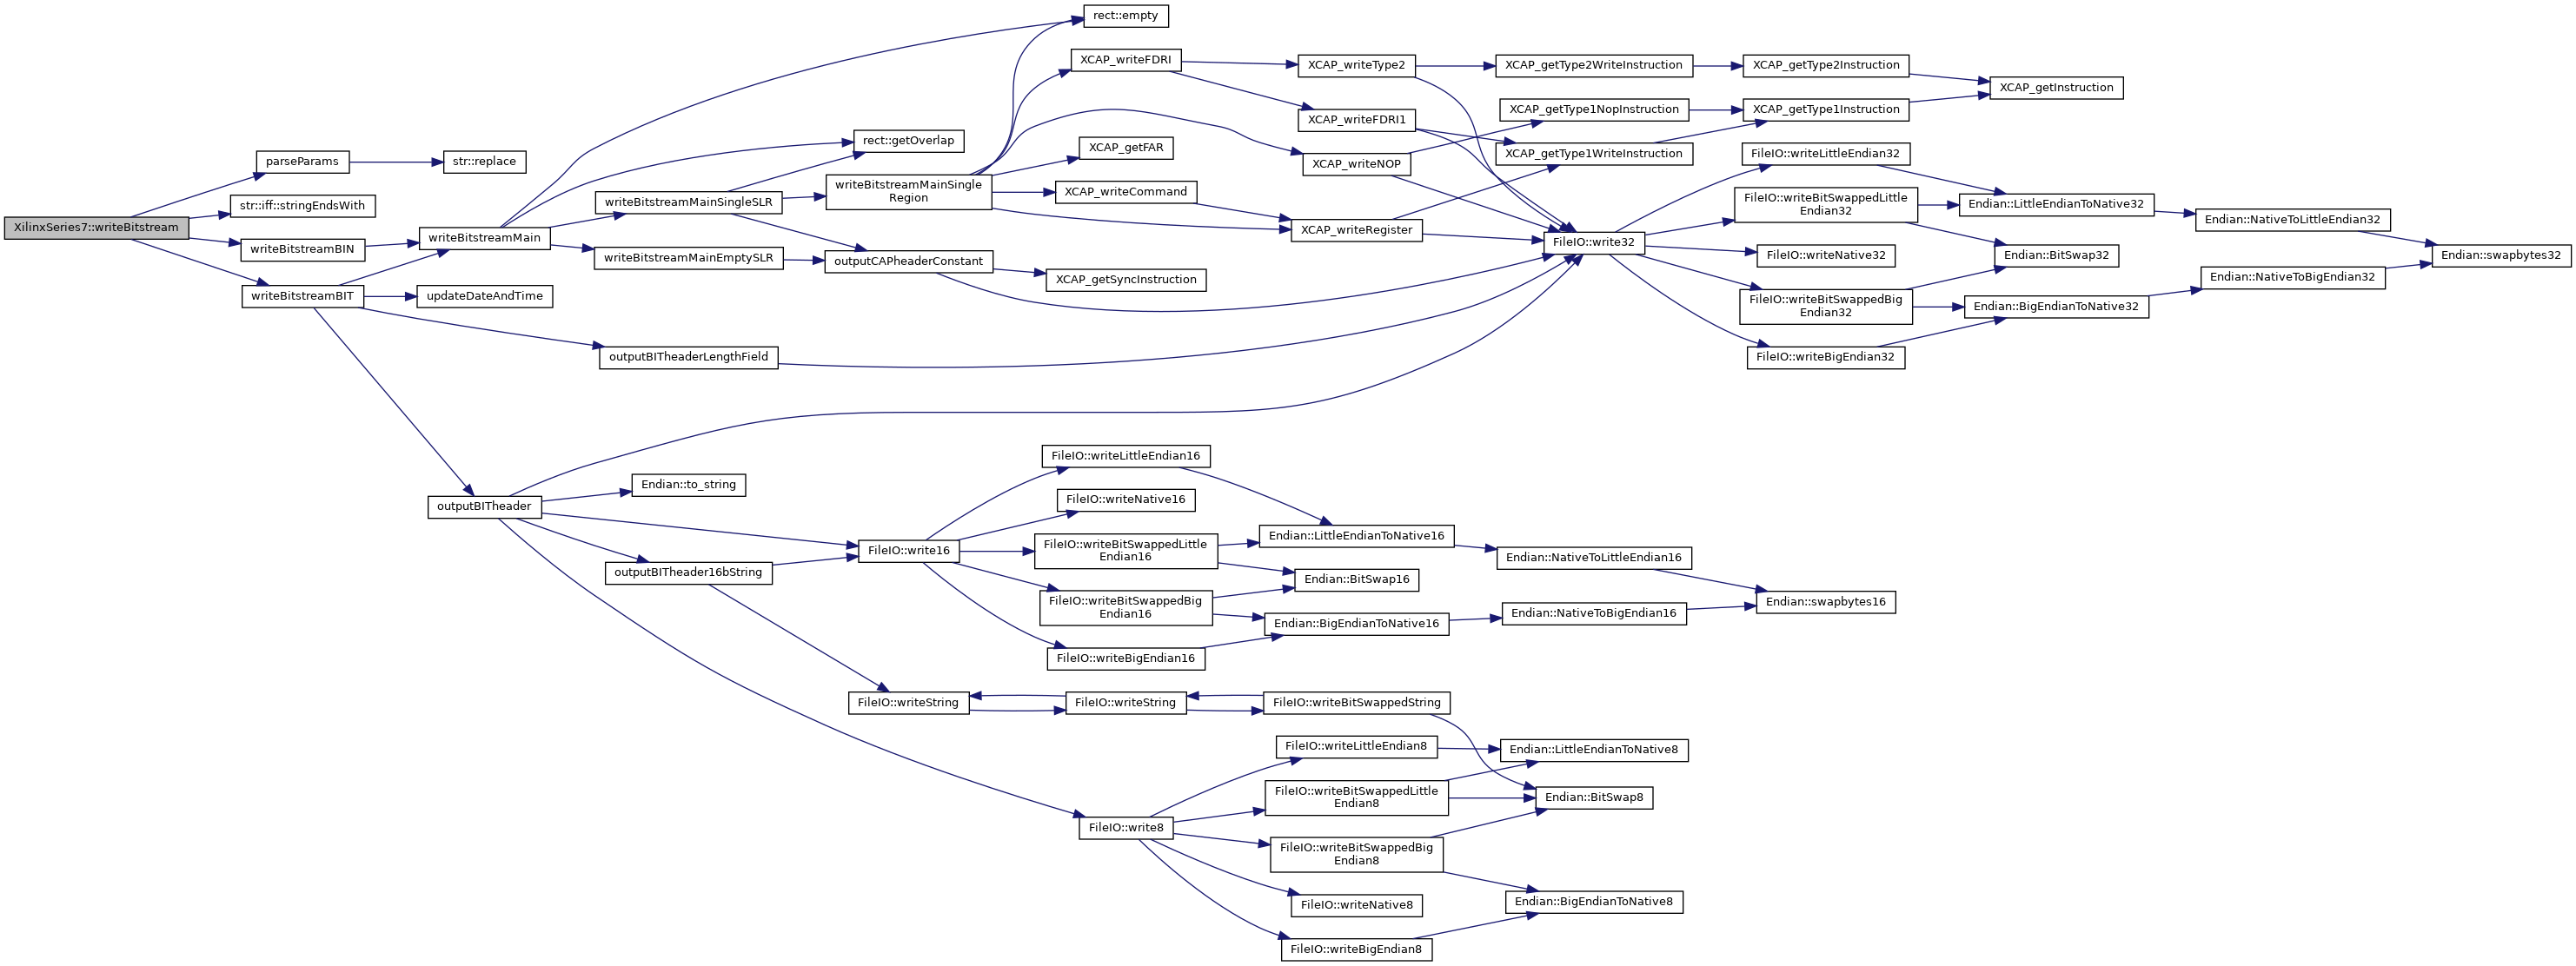 XilinxSeries7::writeBitstream
parseParams
str::replace
str::iff::stringEndsWith
writeBitstreamBIN
writeBitstreamBIT
writeBitstreamMain
updateDateAndTime
outputBITheaderLengthField
outputBITheader
rect::empty
rect::getOverlap
writeBitstreamMainSingleSLR
writeBitstreamMainEmptySLR
writeBitstreamMainSingle
Region
outputCAPheaderConstant
XCAP_writeFDRI
XCAP_getFAR
XCAP_writeCommand
XCAP_getSyncInstruction
XCAP_writeType2
XCAP_writeFDRI1
XCAP_writeNOP
XCAP_writeRegister
XCAP_getType2WriteInstruction
XCAP_getType1NopInstruction
XCAP_getType1WriteInstruction
XCAP_getType2Instruction
XCAP_getType1Instruction
XCAP_getInstruction
FileIO::write32
FileIO::writeLittleEndian32
FileIO::writeBitSwappedLittle
Endian32
FileIO::writeNative32
FileIO::writeBitSwappedBig
Endian32
FileIO::writeBigEndian32
Endian::LittleEndianToNative32
Endian::BitSwap32
Endian::BigEndianToNative32
Endian::NativeToLittleEndian32
Endian::NativeToBigEndian32
Endian::swapbytes32
Endian::to_string
outputBITheader16bString
FileIO::write16
FileIO::writeLittleEndian16
FileIO::writeNative16
FileIO::writeBitSwappedLittle
Endian16
FileIO::writeBitSwappedBig
Endian16
FileIO::writeBigEndian16
Endian::LittleEndianToNative16
Endian::BitSwap16
Endian::BigEndianToNative16
Endian::NativeToLittleEndian16
Endian::NativeToBigEndian16
Endian::swapbytes16
FileIO::writeString
FileIO::writeString
FileIO::writeBitSwappedString
FileIO::write8
FileIO::writeLittleEndian8
FileIO::writeBitSwappedLittle
Endian8
FileIO::writeBitSwappedBig
Endian8
FileIO::writeNative8
FileIO::writeBigEndian8
Endian::LittleEndianToNative8
Endian::BitSwap8
Endian::BigEndianToNative8